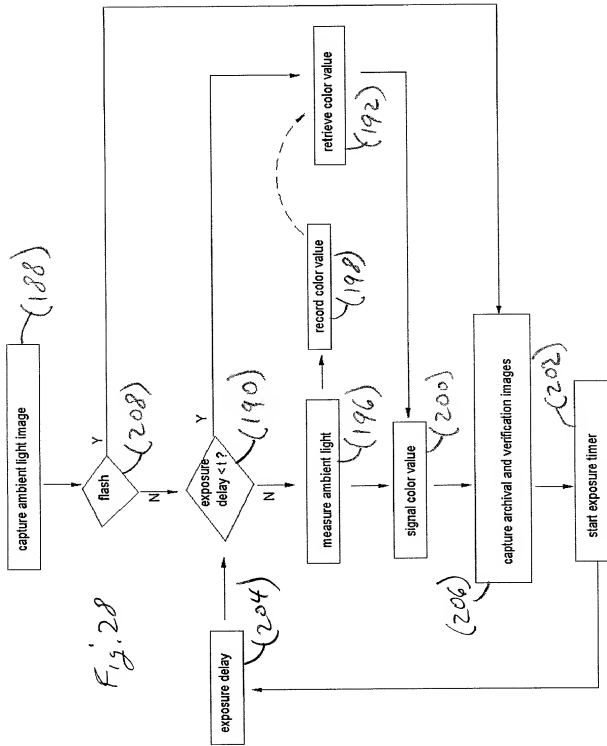 Fig. 28
capture ambient light image
(188)
flash
Y
N
(208)
exposure
delay <t ?
Y
N
(190)
exposure delay
(204)
measure ambient light
(196)
record color value
(198)
retrieve color value
(192)
signal color value
(200)
capture archival and verification images
(206)
start exposure timer
(202)